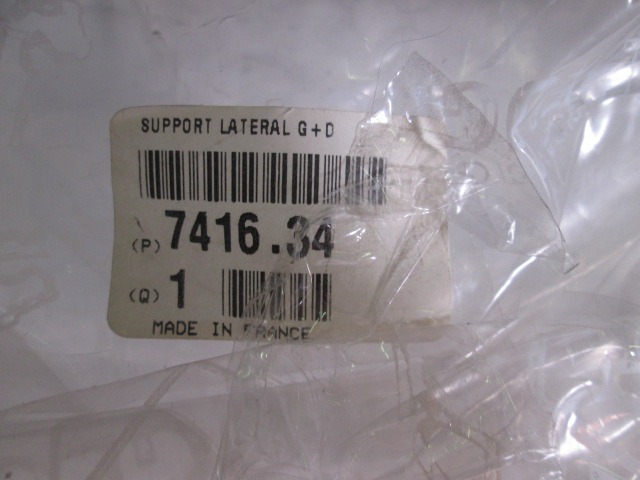 SUPPORT LATERAL G+D
(P) 7416.34
(Q) 1
MADE IN FRANCE